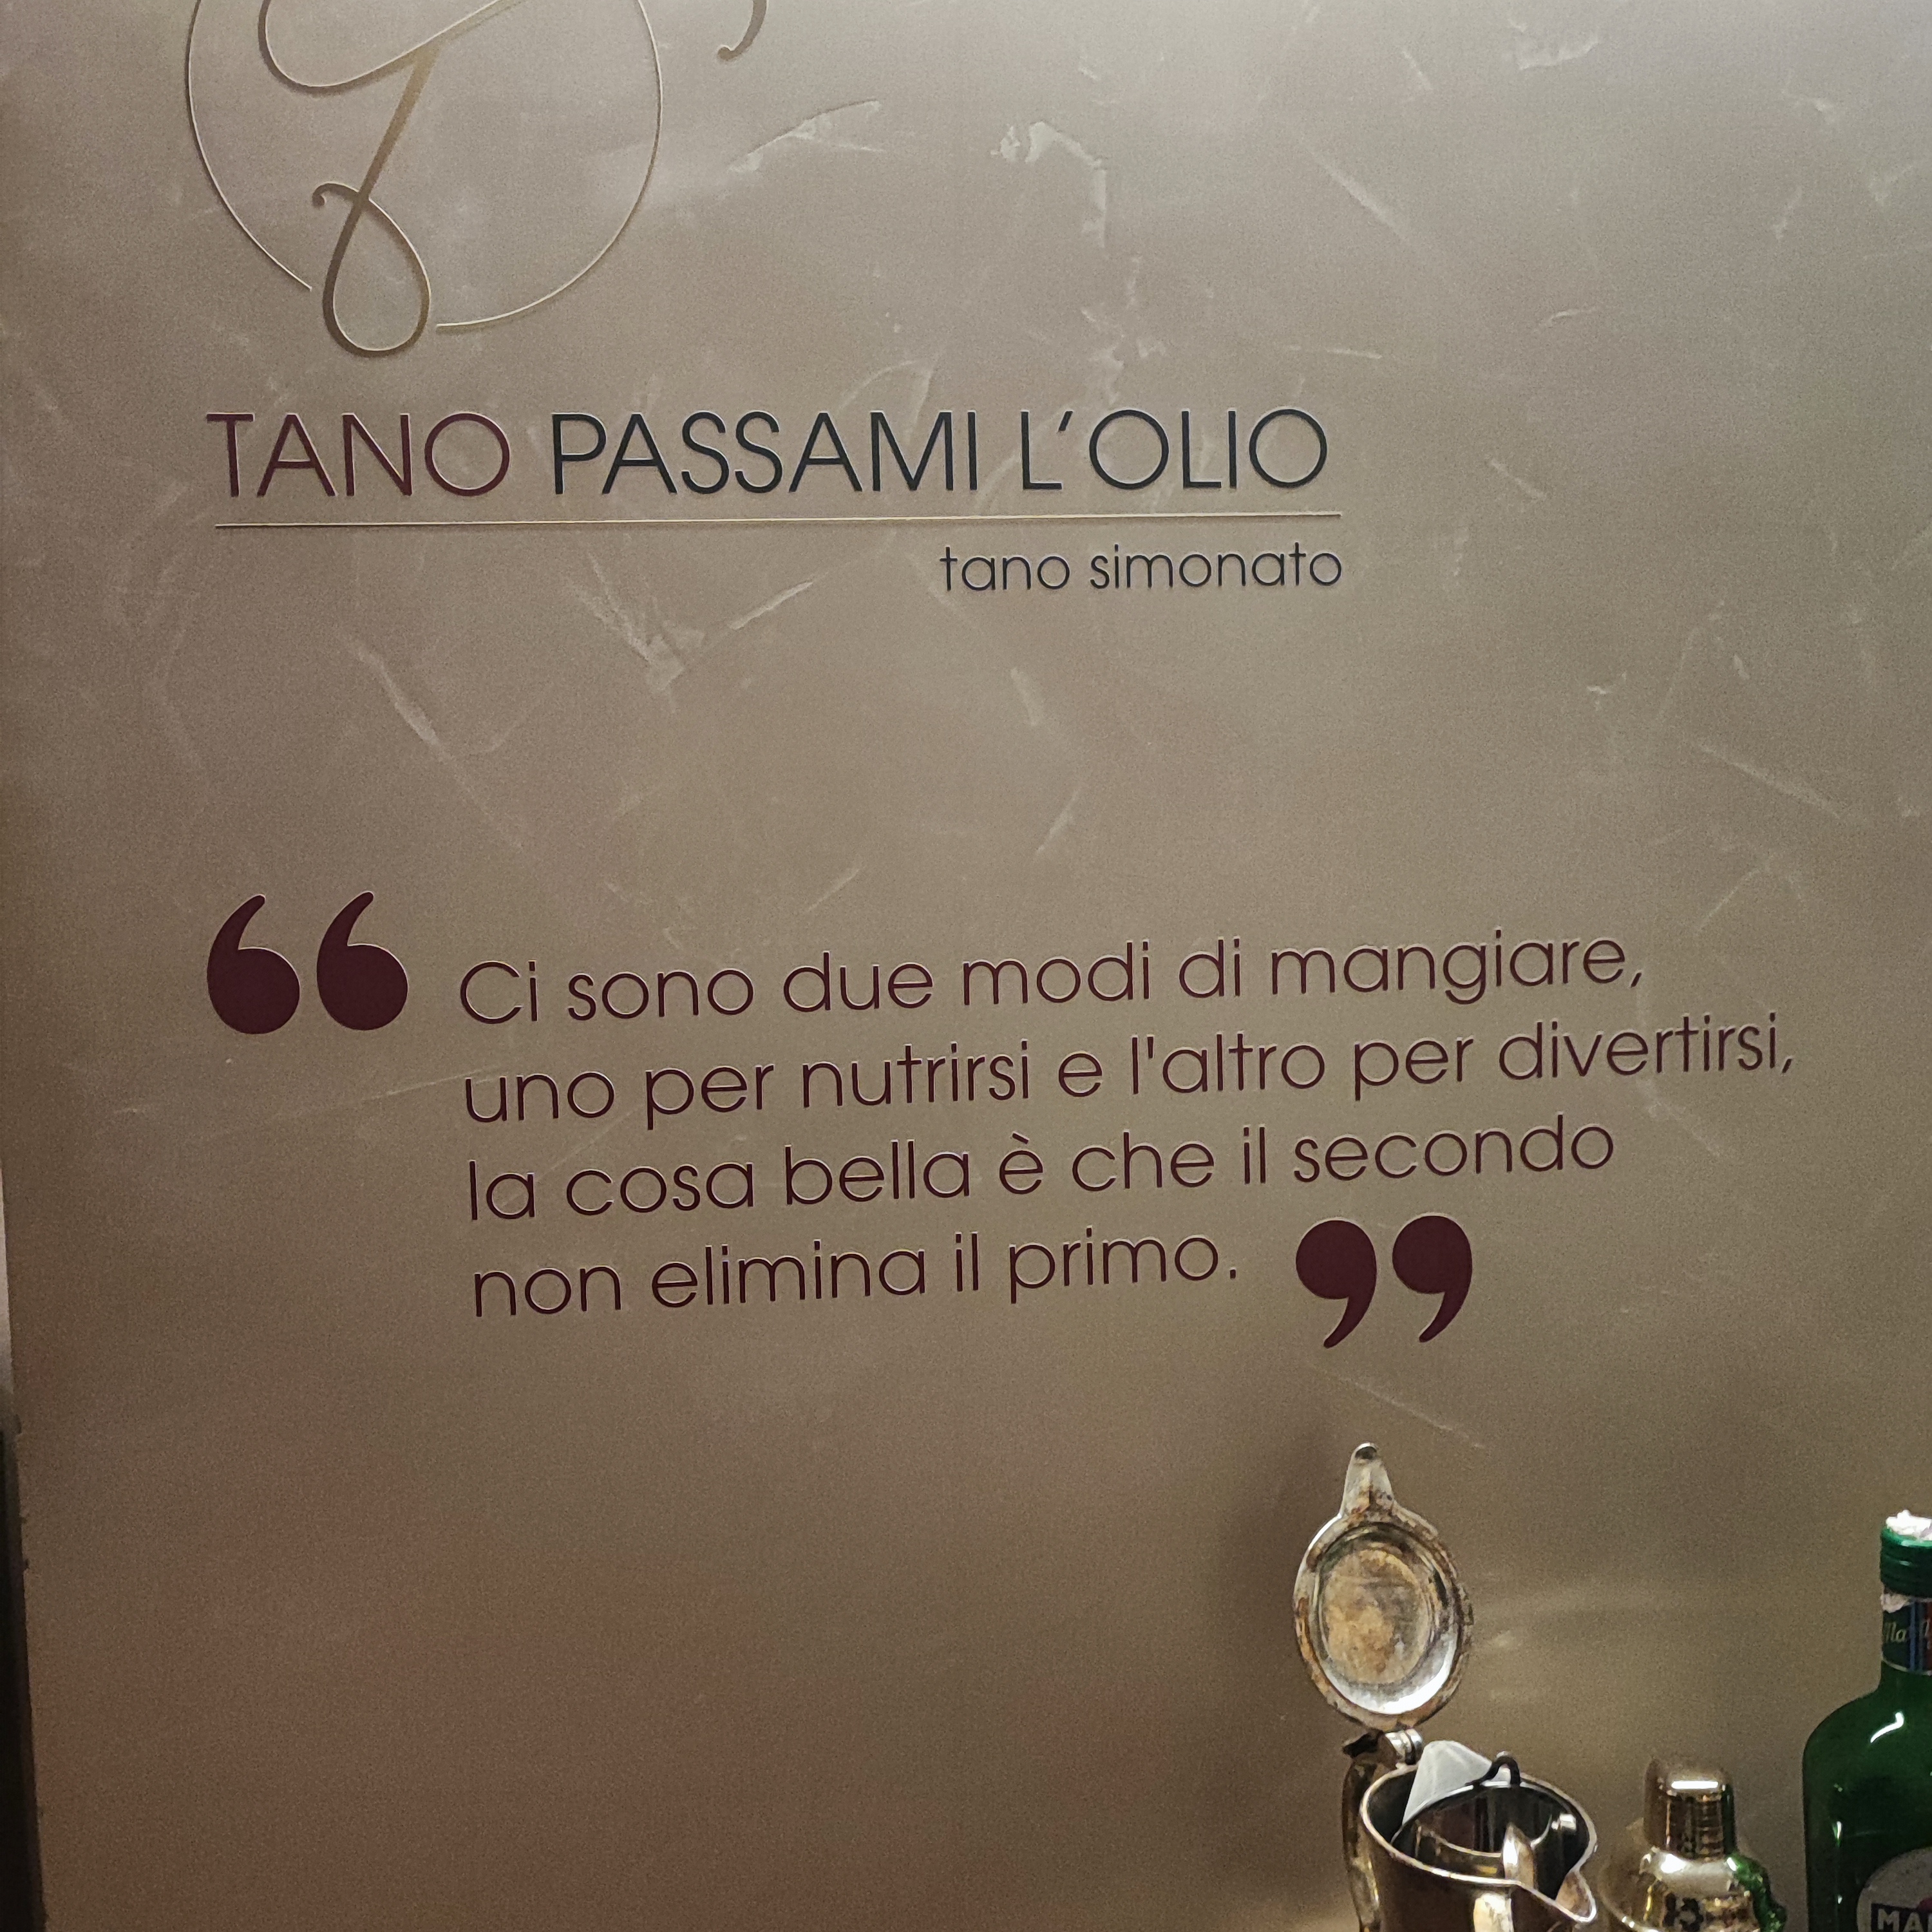 TANO PASSAMI L'OLIO
tano simonato
Ci sono due modi di mangiare,
uno per nutrirsi e l'altro per divertirsi,
la cosa bella è che il secondo
non elimina il primo.